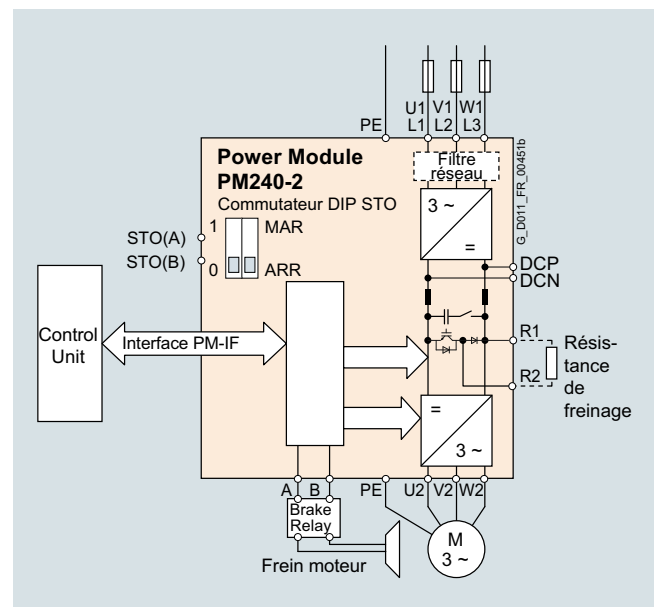 U1 V1 W1
PE L1 L2 L3
Power Module
PM240-2
Filtre
réseau
Commutateur DIP STO
G_D011_FR_00451b
3 ~
=
STO(A)
STO(B)
1 MAR
0 ARR
DCP
DCN
Control
Unit
Interface PM-IF
R1
R2
Résis-
tance
de
freinage
=
3 ~
A B PE U2 V2 W2
Brake
Relay
M
3 ~
Frein moteur